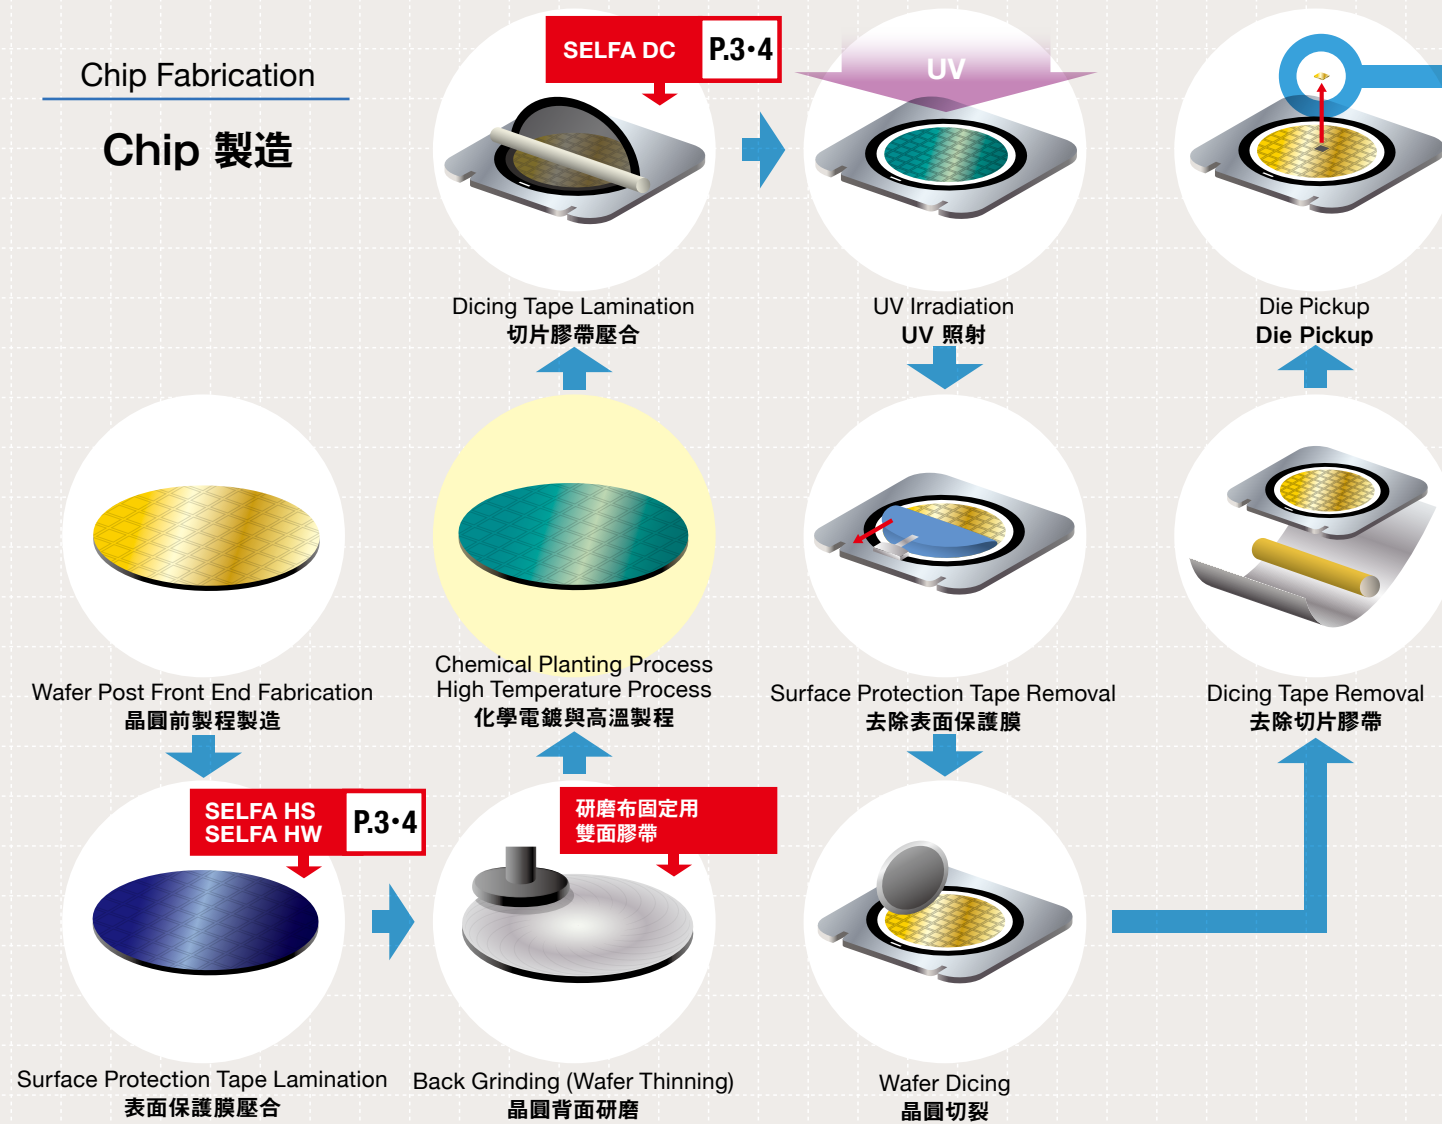 Chip Fabrication
Chip 製造
SELFA DC P.3・4
UV
Dicing Tape Lamination
切片膠帶壓合
UV Irradiation
UV 照射
Die Pickup
Die Pickup
Wafer Post Front End Fabrication
晶圓前製程製造
Chemical Planting Process
High Temperature Process
化學電鍍與高溫製程
Surface Protection Tape Removal
去除表面保護膜
Dicing Tape Removal
去除切片膠帶
SELFA HS
SELFA HW
P.3・4
研磨布固定用
雙面膠帶
Surface Protection Tape Lamination
表面保護膜壓合
Back Grinding (Wafer Thinning)
晶圓背面研磨
Wafer Dicing
晶圓切裂